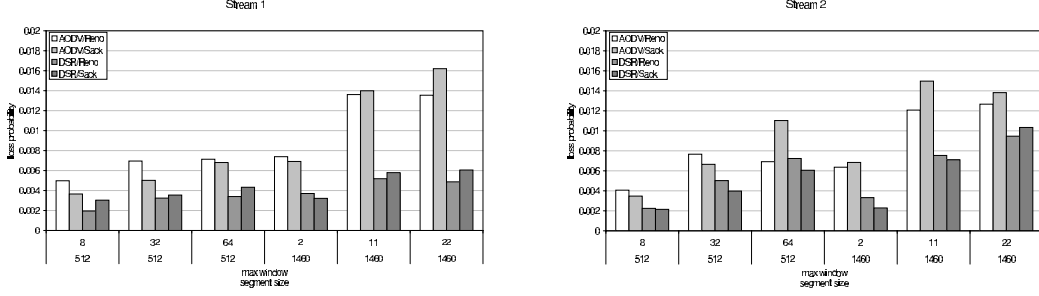 Stream 1
0.02
0.018
0.016
0.014
0.012
0.01
0.008
0.006
0.004
0.002
0
loss probability
AODV/Reno
AODV/Sack
DSR/Reno
DSR/Sack
8 32 64 2 11 22
512 512 512 1460 1460 1460
max window
segment size
Stream 2
0.02
0.018
0.016
0.014
0.012
0.01
0.008
0.006
0.004
0.002
0
loss probability
AODV/Reno
AODV/Sack
DSR/Reno
DSR/Sack
8 32 64 2 11 22
512 512 512 1460 1460 1460
max window
segment size